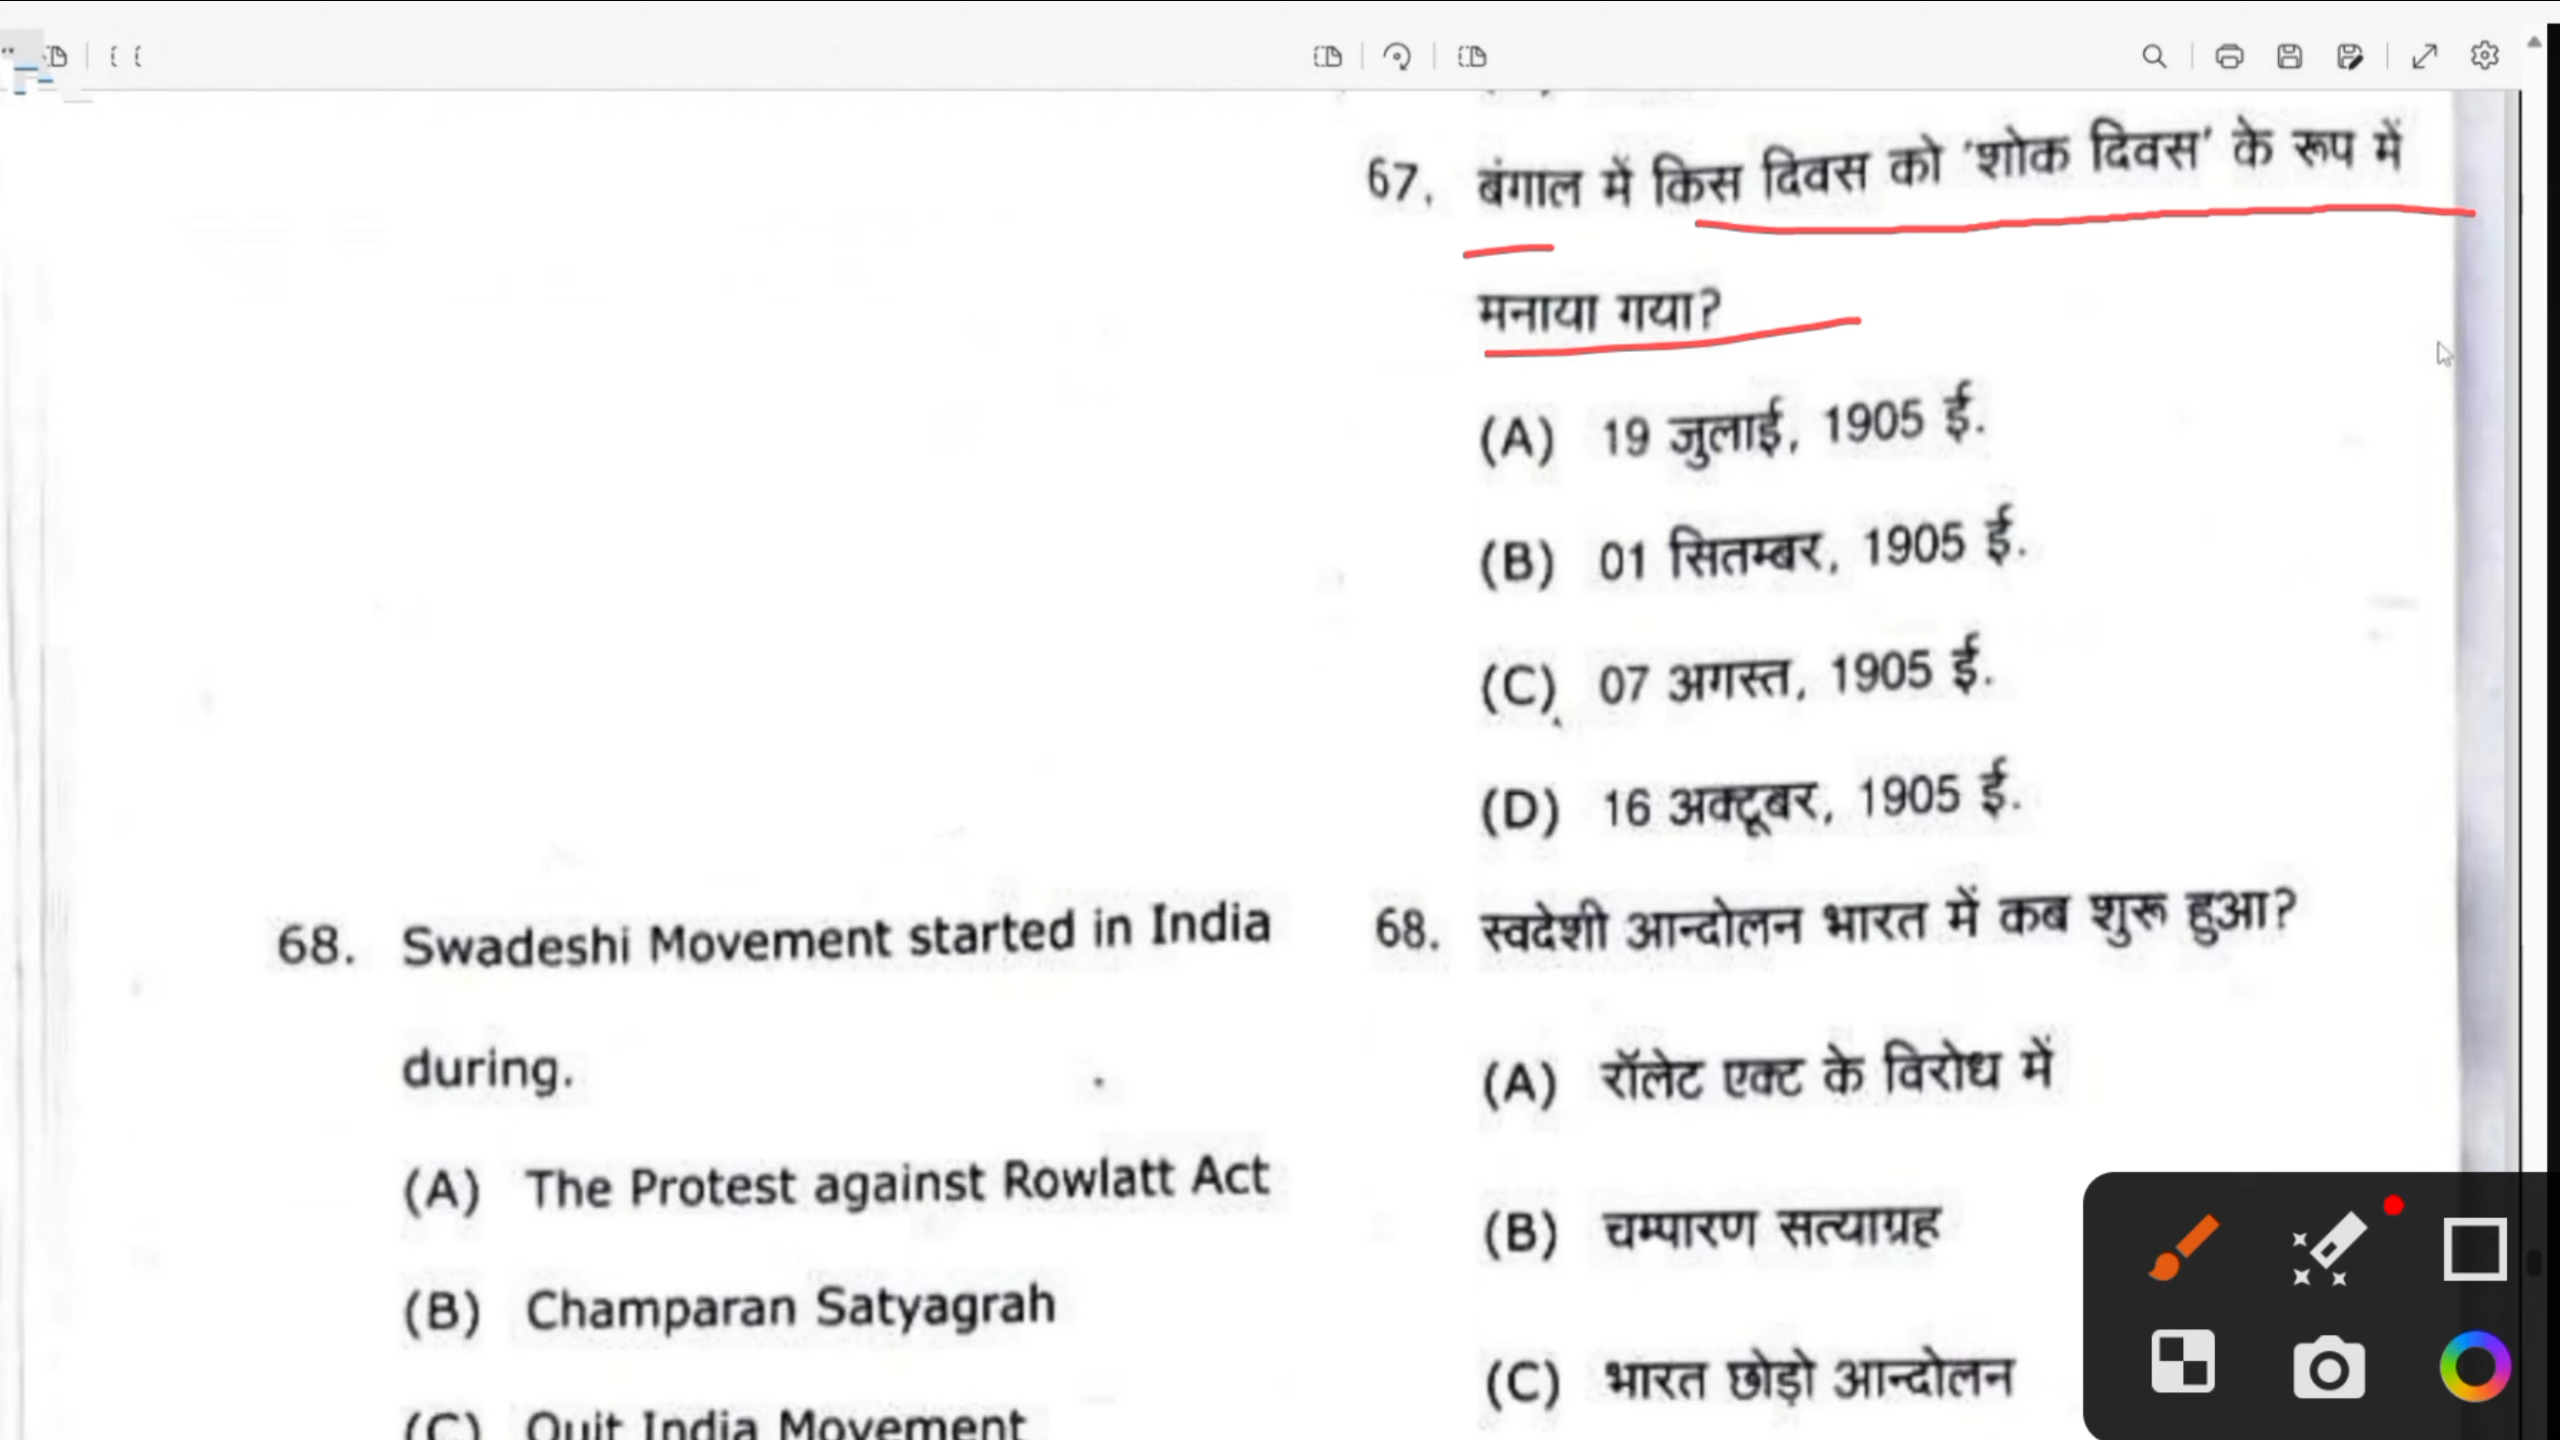 67. बंगाल में किस दिवस को 'शोक दिवस' के रूप में
मनाया गया?
(A) 19 जुलाई, 1905 ई.
(B) 01 सितम्बर, 1905 ई.
(C) 07 अगस्त, 1905 ई.
(D) 16 अक्टूबर, 1905 ई.
68. Swadeshi Movement started in India
during.
(A) The Protest against Rowlatt Act
(B) Champaran Satyagrah
(C) Quit India Movement
68. स्वदेशी आन्दोलन भारत में कब शुरू हुआ?
(A) रॉलेट एक्ट के विरोध में
(B) चम्पारण सत्याग्रह
(C) भारत छोड़ो आन्दोलन